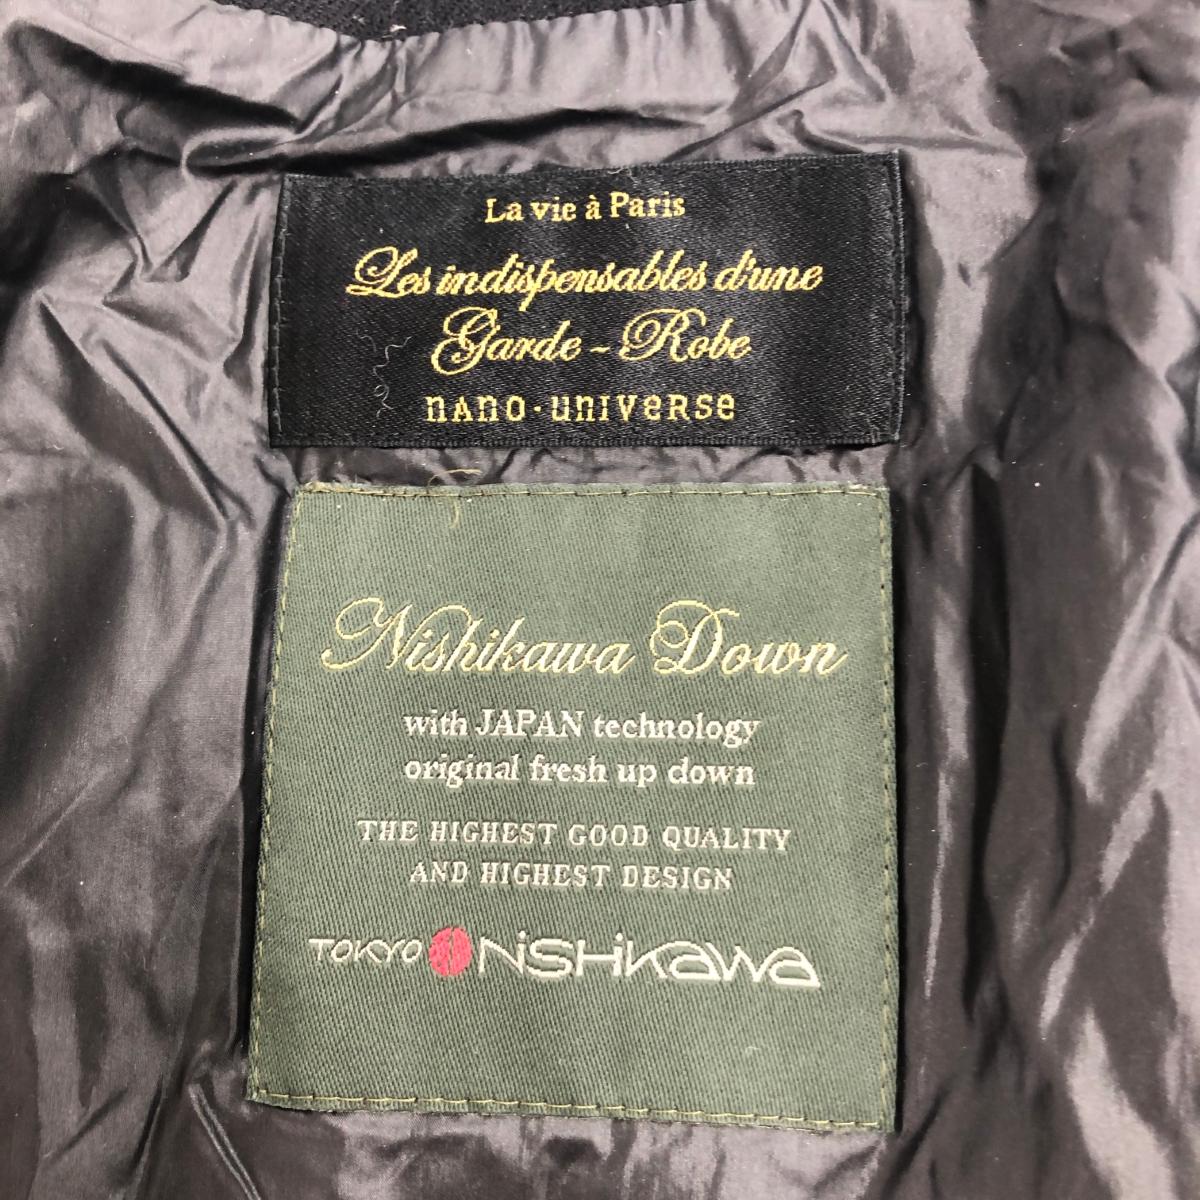 La vie à Paris
Les indispensables d'une
Garde - Robe
nano·universe
Nishikawa Down
with JAPAN technology
original fresh up down
THE HIGHEST GOOD QUALITY
AND HIGHEST DESIGN
TOKYO NiSHiKaWa